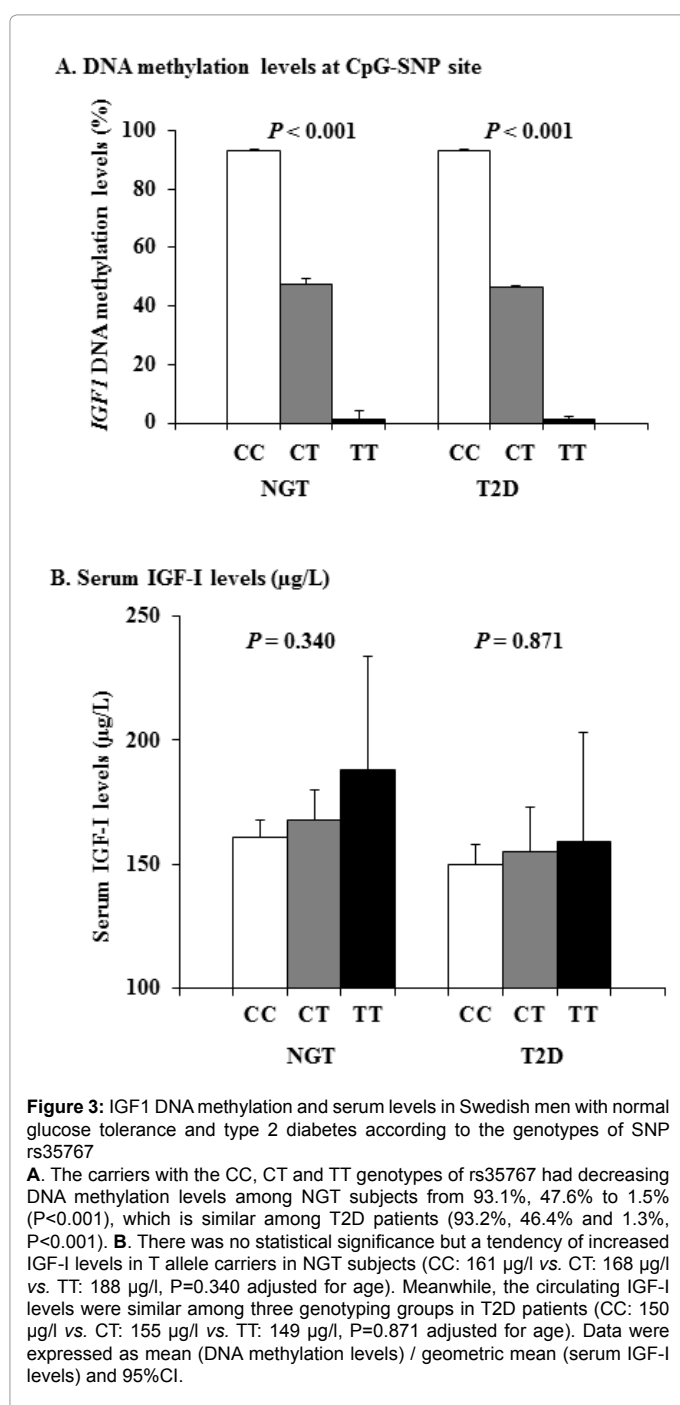 A. DNA methylation levels at CpG-SNP site
IGF1 DNA methylation levels (%)
100
80
60
40
20
0
P < 0.001
P < 0.001
CC CT TT CC CT TT
NGT T2D
B. Serum IGF-I levels (µg/L)
Serum IGF-I levels (µg/L)
250
200
150
100
P = 0.340
P = 0.871
CC CT TT CC CT TT
NGT T2D
Figure 3: IGF1 DNA methylation and serum levels in Swedish men with normal
glucose tolerance and type 2 diabetes according to the genotypes of SNP
rs35767
A. The carriers with the CC, CT and TT genotypes of rs35767 had decreasing
DNA methylation levels among NGT subjects from 93.1%, 47.6% to 1.5%
(P<0.001), which is similar among T2D patients (93.2%, 46.4% and 1.3%,
P<0.001). B. There was no statistical significance but a tendency of increased
IGF-I levels in T allele carriers in NGT subjects (CC: 161 µg/l vs. CT: 168 µg/l
vs. TT: 188 µg/l, P=0.340 adjusted for age). Meanwhile, the circulating IGF-I
levels were similar among three genotyping groups in T2D patients (CC: 150
µg/l vs. CT: 155 µg/l vs. TT: 149 µg/l, P=0.871 adjusted for age). Data were
expressed as mean (DNA methylation levels) / geometric mean (serum IGF-I
levels) and 95%CI.